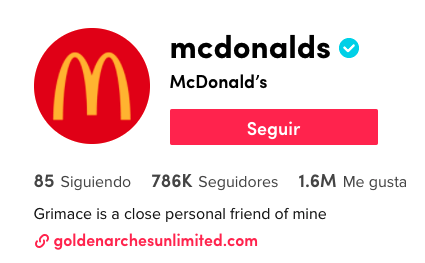 mcdonalds
McDonald's
Seguir
85 Siguiendo 786K Seguidores 1.6M Me gusta
Grimace is a close personal friend of mine
goldenarchesunlimited.com